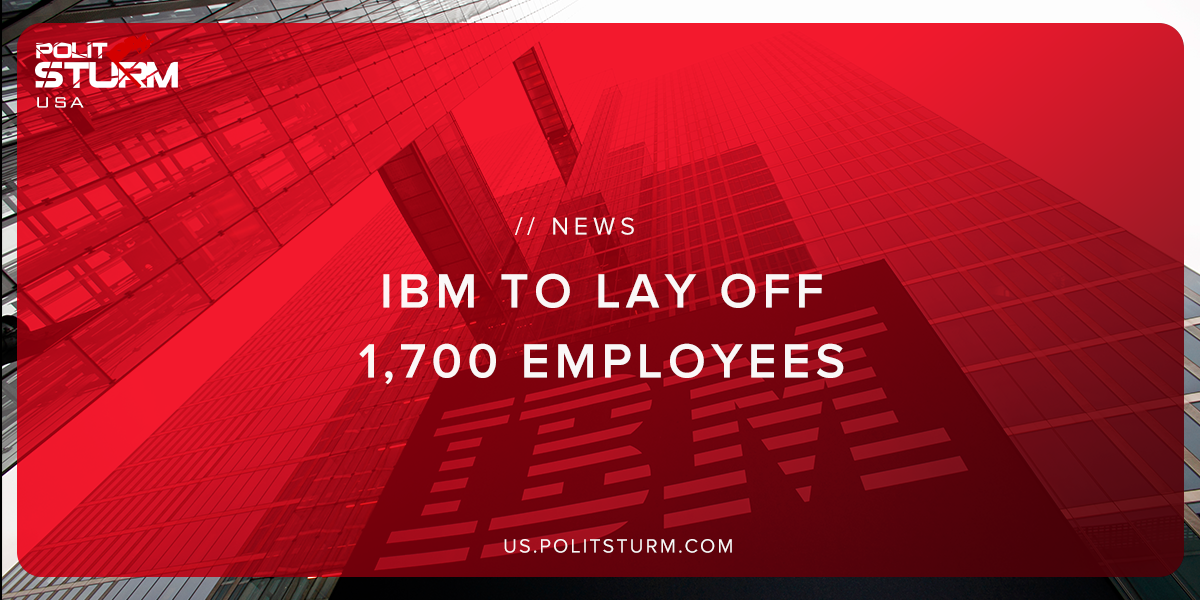 POLIT
STURM
USA
// NEWS
IBM TO LAY OFF
1,700 EMPLOYEES
IBM
US.POLITSTURM.COM